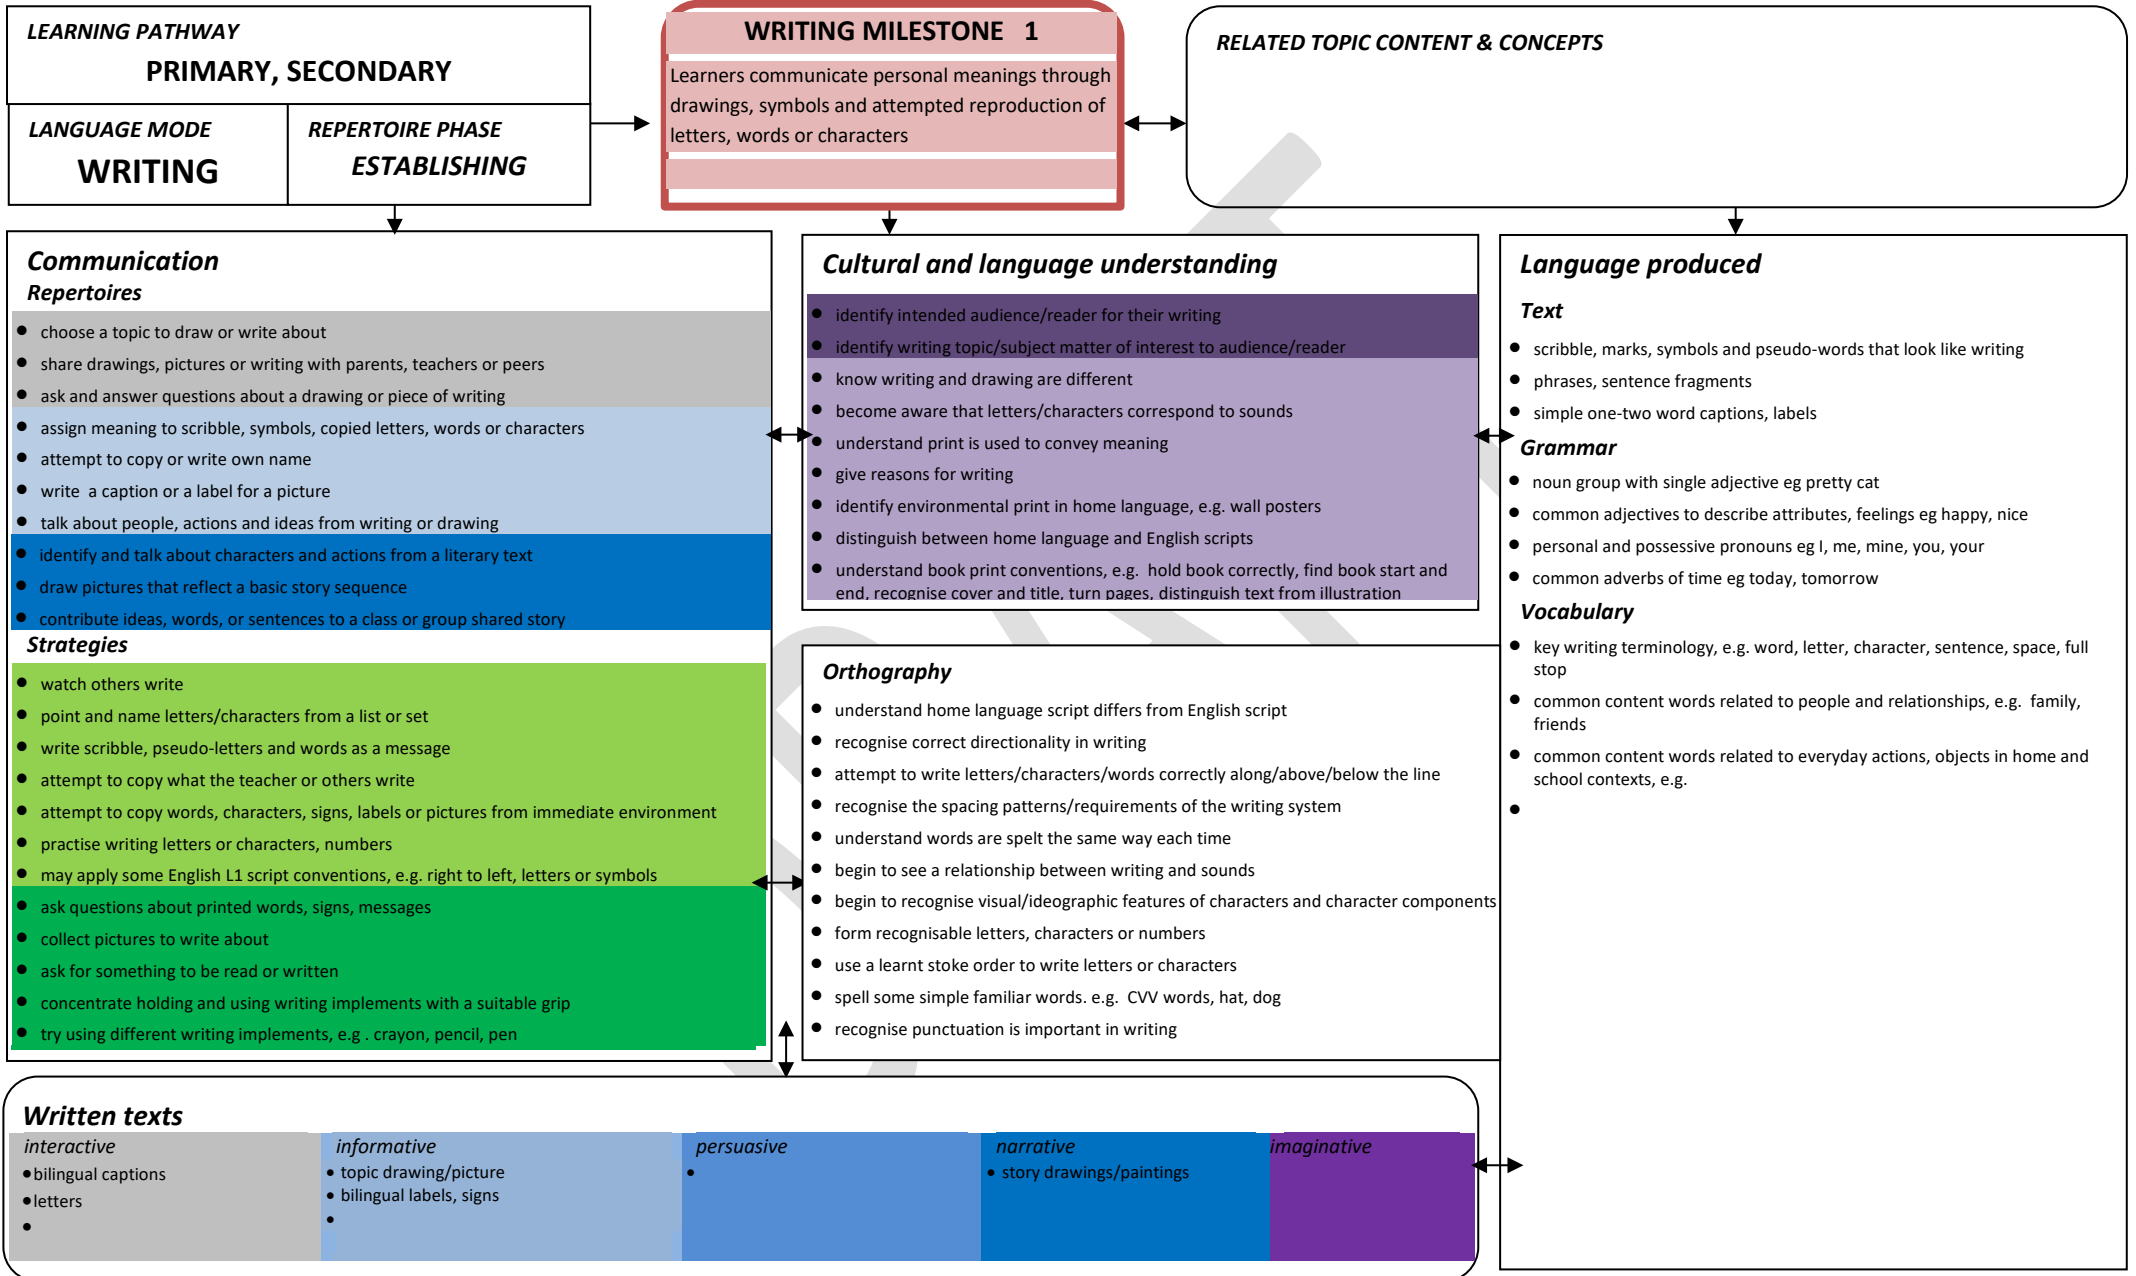 LEARNING PATHWAY
PRIMARY, SECONDARY
LANGUAGE MODE
WRITING
REPERTOIRE PHASE
ESTABLISHING
WRITING MILESTONE 1
Learners communicate personal meanings through
drawings, symbols and attempted reproduction of
letters, words or characters
RELATED TOPIC CONTENT & CONCEPTS
Communication
Repertoires
• choose a topic to draw or write about
• share drawings, pictures or writing with parents, teachers or peers
• ask and answer questions about a drawing or piece of writing
• assign meaning to scribble, symbols, copied letters, words or characters
• attempt to copy or write own name
• write a caption or a label for a picture
• talk about people, actions and ideas from writing or drawing
• identify and talk about characters and actions from a literary text
• draw pictures that reflect a basic story sequence
• contribute ideas, words, or sentences to a class or group shared story
Strategies
• watch others write
• point and name letters/characters from a list or set
• write scribble, pseudo-letters and words as a message
• attempt to copy what the teacher or others write
• attempt to copy words, characters, signs, labels or pictures from immediate environment
• practise writing letters or characters, numbers
• may apply some English L1 script conventions, e.g. right to left, letters or symbols
• ask questions about printed words, signs, messages
• collect pictures to write about
• ask for something to be read or written
• concentrate holding and using writing implements with a suitable grip
• try using different writing implements, e.g . crayon, pencil, pen
Cultural and language understanding
• identify intended audience/reader for their writing
• identify writing topic/subject matter of interest to audience/reader
• know writing and drawing are different
• become aware that letters/characters correspond to sounds
• understand print is used to convey meaning
• give reasons for writing
• identify environmental print in home language, e.g. wall posters
• distinguish between home language and English scripts
• understand book print conventions, e.g. hold book correctly, find book start and
end, recognise cover and title, turn pages, distinguish text from illustration
Orthography
• understand home language script differs from English script
• recognise correct directionality in writing
• attempt to write letters/characters/words correctly along/above/below the line
• recognise the spacing patterns/requirements of the writing system
• understand words are spelt the same way each time
• begin to see a relationship between writing and sounds
• begin to recognise visual/ideographic features of characters and character components
• form recognisable letters, characters or numbers
• use a learnt stoke order to write letters or characters
• spell some simple familiar words. e.g. CVV words, hat, dog
• recognise punctuation is important in writing
Language produced
Text
• scribble, marks, symbols and pseudo-words that look like writing
• phrases, sentence fragments
• simple one-two word captions, labels
Grammar
• noun group with single adjective eg pretty cat
• common adjectives to describe attributes, feelings eg happy, nice
• personal and possessive pronouns eg I, me, mine, you, your
• common adverbs of time eg today, tomorrow
Vocabulary
• key writing terminology, e.g. word, letter, character, sentence, space, full
stop
• common content words related to people and relationships, e.g. family,
friends
• common content words related to everyday actions, objects in home and
school contexts, e.g.
•
Written texts
interactive
• bilingual captions
• letters
•
informative
• topic drawing/picture
• bilingual labels, signs
•
persuasive
•
narrative
• story drawings/paintings
imaginative